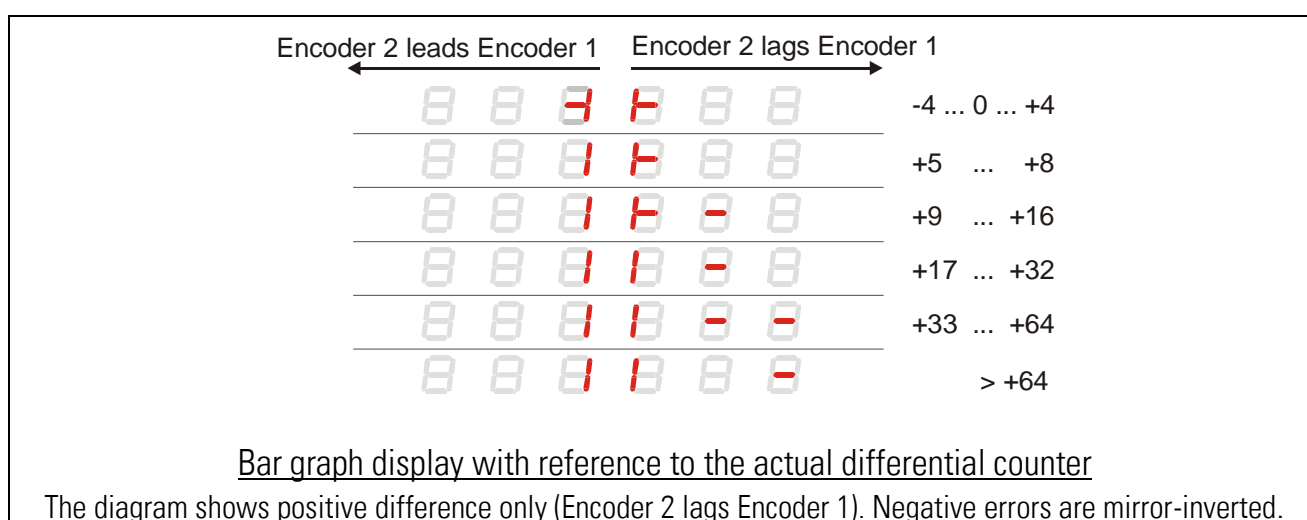 Encoder 2 leads Encoder 1 Encoder 2 lags Encoder 1
-4 ... 0 ... +4
+5 ... +8
+9 ... +16
+17 ... +32
+33 ... +64
> +64
Bar graph display with reference to the actual differential counter
The diagram shows positive difference only (Encoder 2 lags Encoder 1). Negative errors are mirror-inverted.